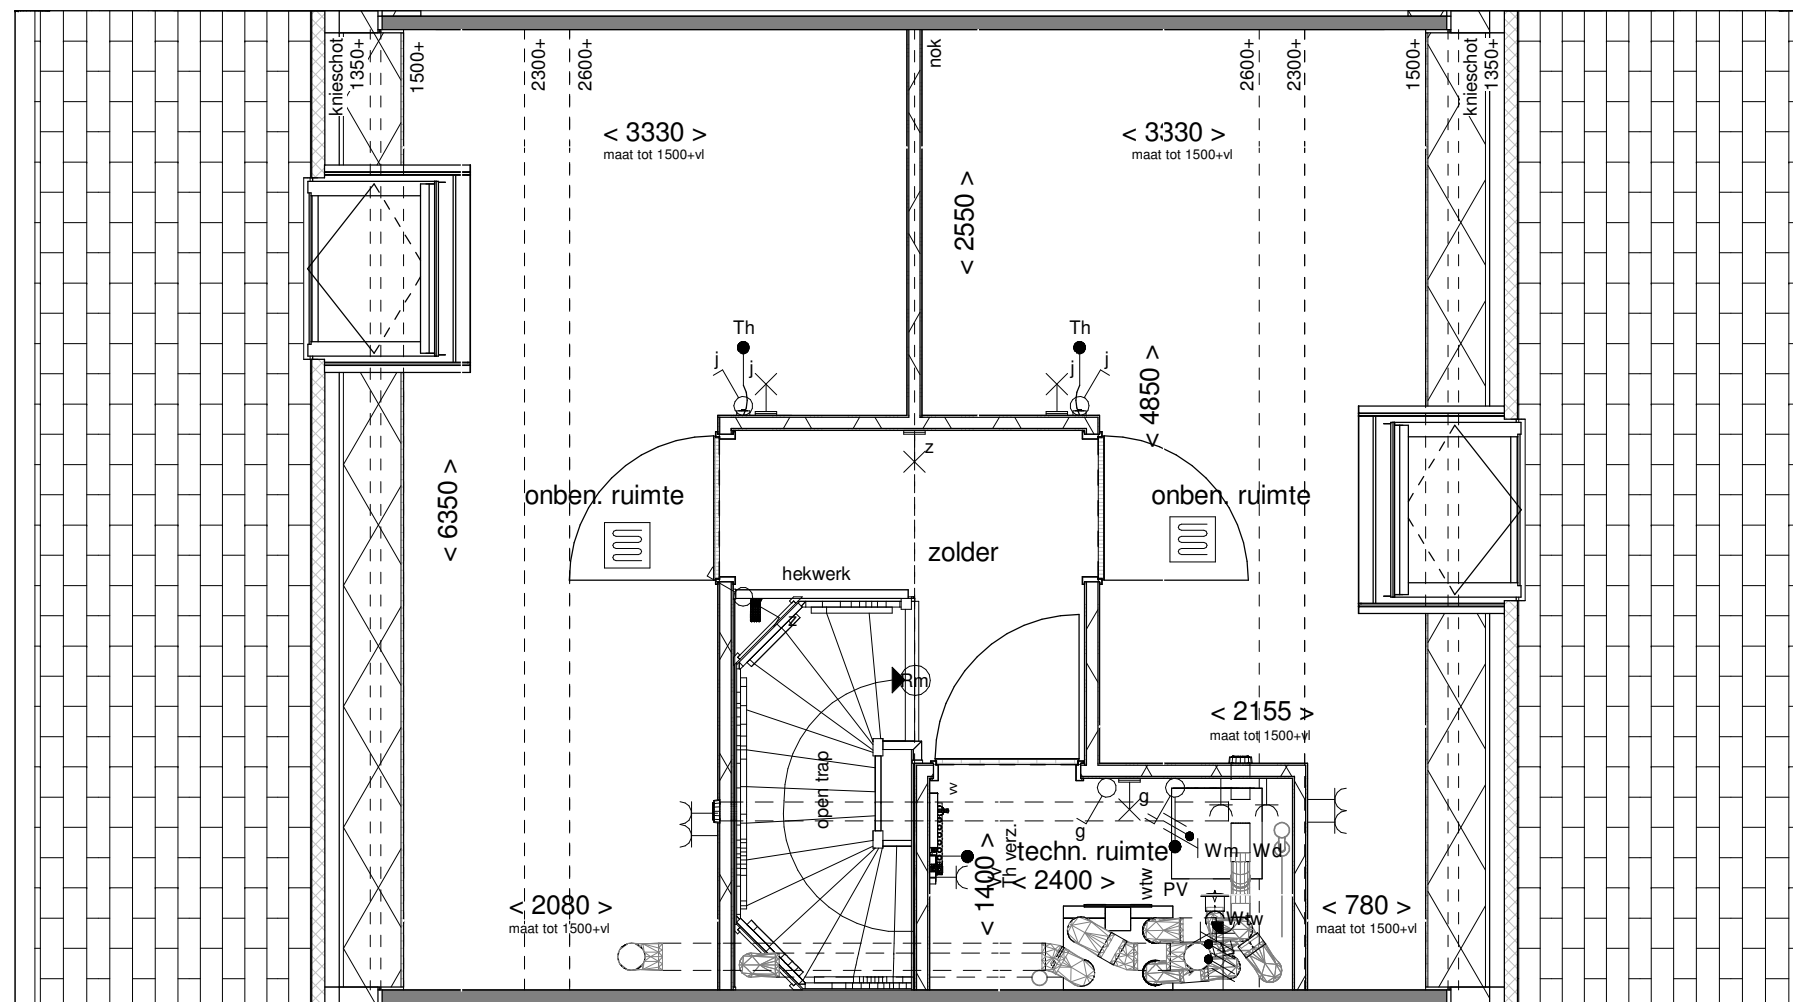 knieschot
1350+
1500+
2300+
2600+
nok
2600+
2300+
1500+
knieschot
1350+
< 3330 >
maat tot 1500+vl
< 3330 >
maat tot 1500+vl
< 2550 >
Th
j
j
Th
j
j
< 4850 >
z
< 6350 >
onben. ruimte
onben. ruimte
zolder
hekwerk
z
Rm
< 2155 >
maat tot 1500+vl
open trap
w
g
g
Th verz.
techn. ruimte
Wm
Wd
< 1400 >
< 2400 >
wtw
PV
Wtw
< 2080 >
maat tot 1500+vl
< 780 >
maat tot 1500+vl